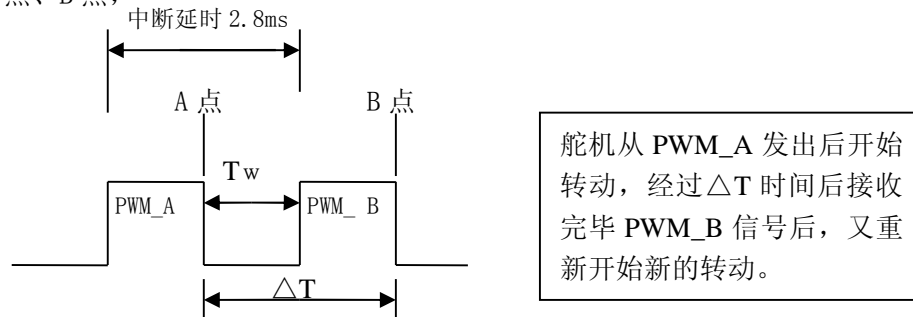 点、B 点，
中断延时 2.8ms
A 点
B 点
Tw
PWM_A
PWM_ B
△T
舵机从 PWM_A 发出后开始
转动，经过△T 时间后接收
完毕 PWM_B 信号后，又重
新开始新的转动。